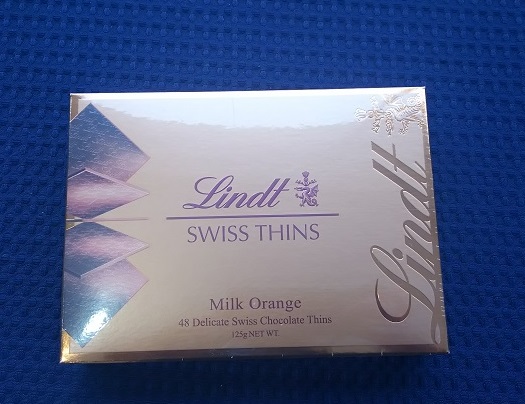 Lindt
SWISS THINS
Milk Orange
48 Delicate Swiss Chocolate Thins
125g NET WT.
Lindt